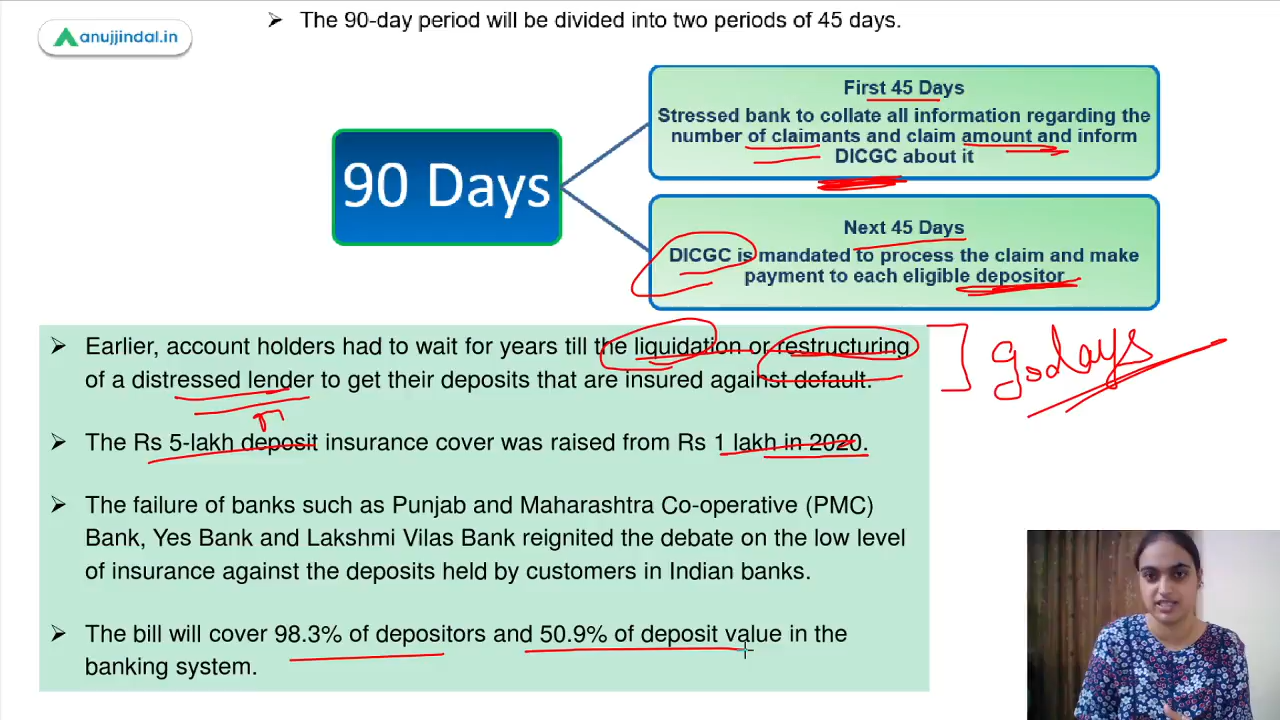 ➢ The 90-day period will be divided into two periods of 45 days.
anujjindal.in
90 Days
First 45 Days
Stressed bank to collate all information regarding the
number of claimants and claim amount and inform
DICGC about it
Next 45 Days
DICGC is mandated to process the claim and make
payment to each eligible depositor
➢ Earlier, account holders had to wait for years till the liquidation or restructuring
of a distressed lender to get their deposits that are insured against default.
90 days
➢ The Rs 5-lakh deposit insurance cover was raised from Rs 1 lakh in 2020.
➢ The failure of banks such as Punjab and Maharashtra Co-operative (PMC)
Bank, Yes Bank and Lakshmi Vilas Bank reignited the debate on the low level
of insurance against the deposits held by customers in Indian banks.
➢ The bill will cover 98.3% of depositors and 50.9% of deposit value in the
banking system.